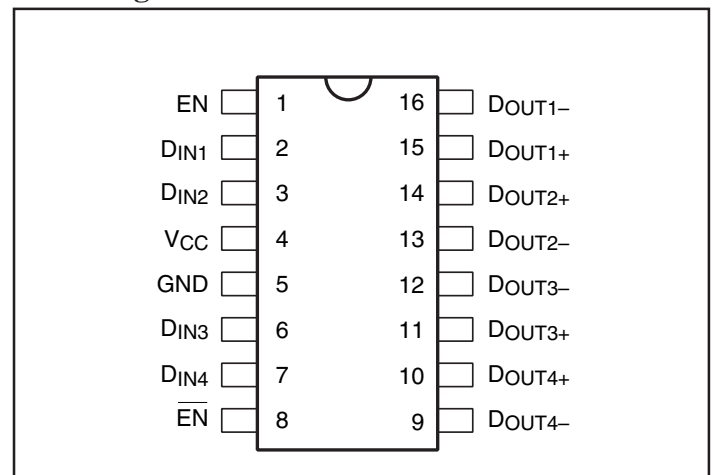 EN 1 16 DOUT1–
DIN1 2 15 DOUT1+
DIN2 3 14 DOUT2+
VCC 4 13 DOUT2–
GND 5 12 DOUT3–
DIN3 6 11 DOUT3+
DIN4 7 10 DOUT4+
E̅N̅ 8 9 DOUT4–